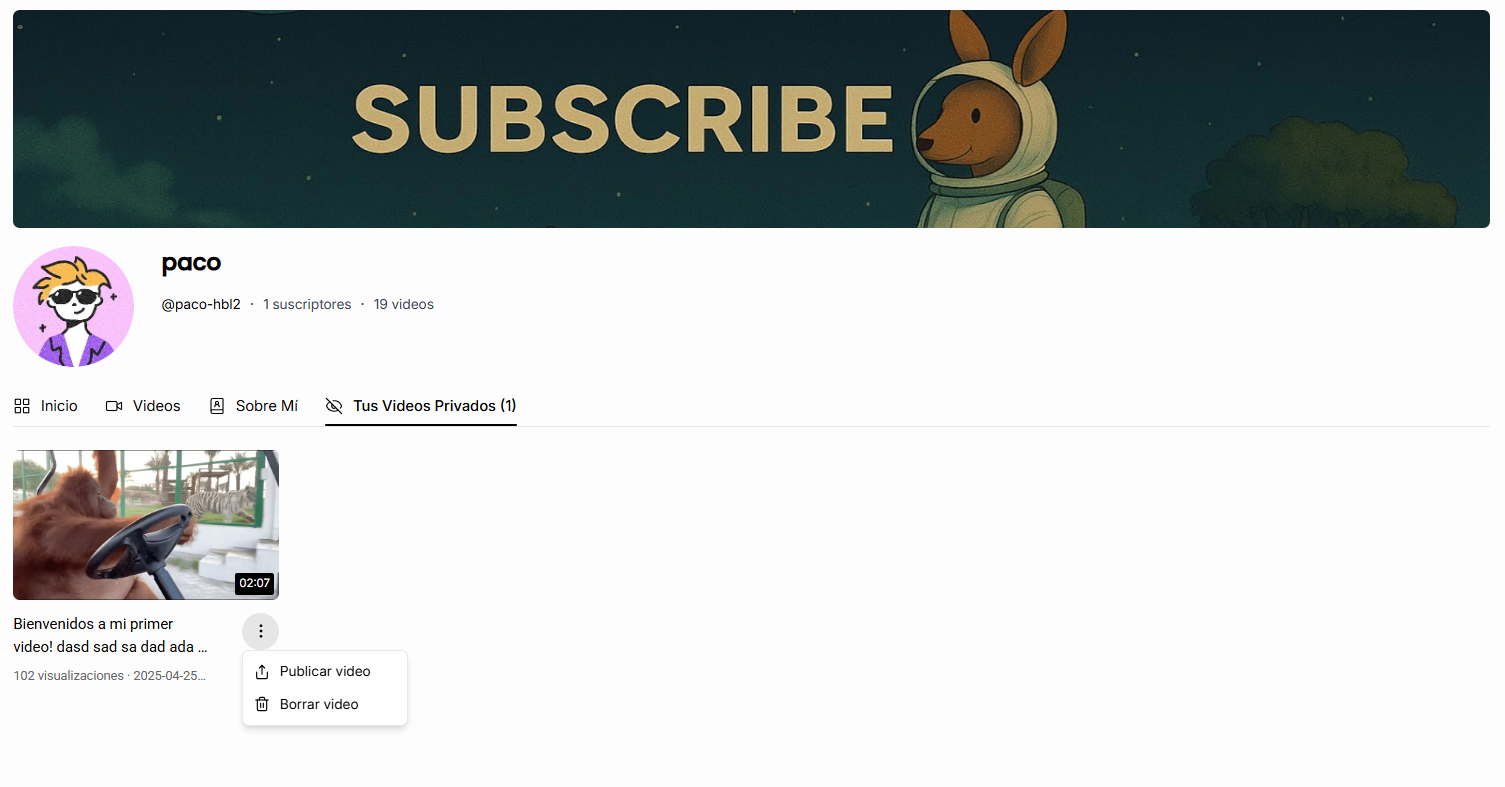 SUBSCRIBE
paco
@paco-hbl2 · 1 suscriptores · 19 videos
Inicio Videos Sobre Mí Tus Videos Privados (1)
02:07
Bienvenidos a mi primer
video! dasd sad sa dad ada ...
102 visualizaciones · 2025-04-25...
Publicar video
Borrar video